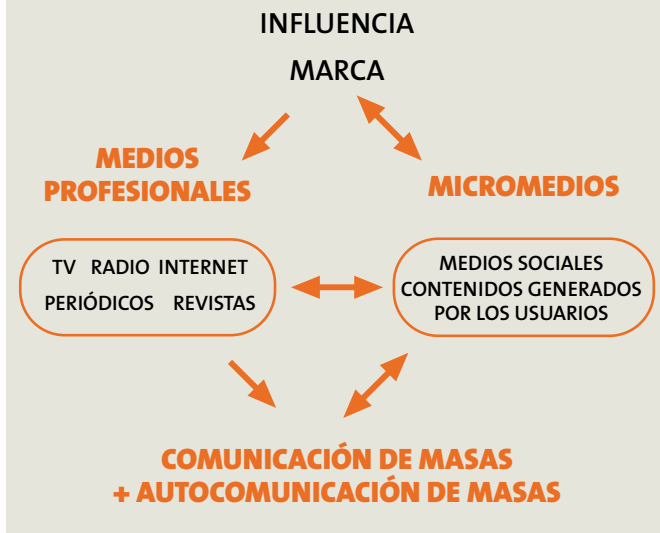 INFLUENCIA
MARCA
MEDIOS
PROFESIONALES
MICROMEDIOS
TV RADIO INTERNET
PERIÓDICOS REVISTAS
MEDIOS SOCIALES
CONTENIDOS GENERADOS
POR LOS USUARIOS
COMUNICACIÓN DE MASAS
+ AUTOCOMUNICACIÓN DE MASAS